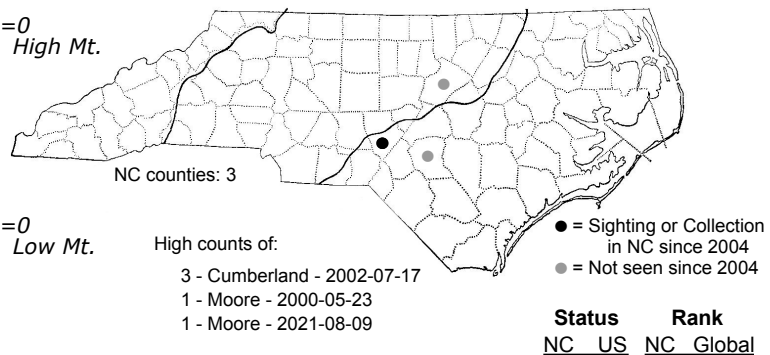 =0
High Mt.
NC counties: 3
=0
Low Mt.
High counts of:
3 - Cumberland - 2002-07-17
1 - Moore - 2000-05-23
1 - Moore - 2021-08-09
● = Sighting or Collection
in NC since 2004
● = Not seen since 2004
Status Rank
NC US NC Global